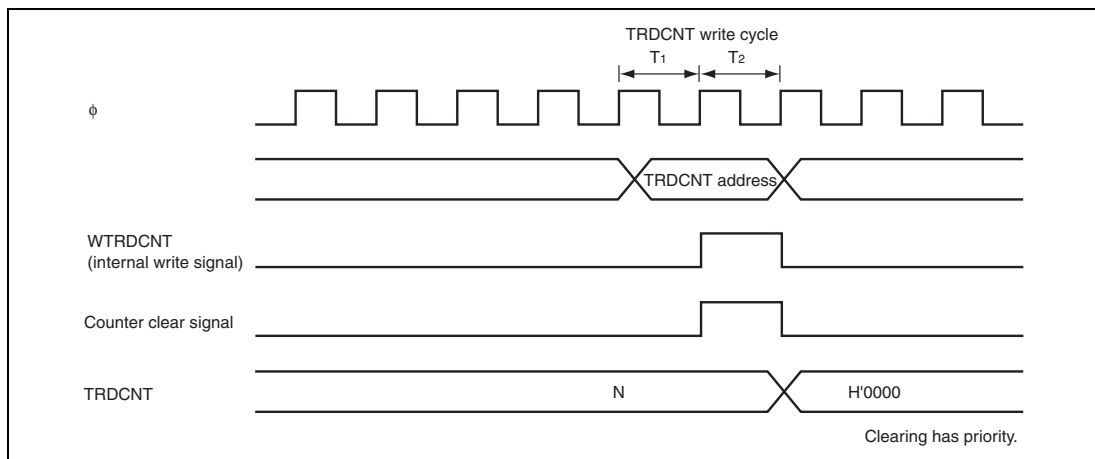 TRDCNT write cycle
T1 T2
ϕ
TRDCNT address
WTRDCNT
(internal write signal)
Counter clear signal
TRDCNT N H'0000
Clearing has priority.